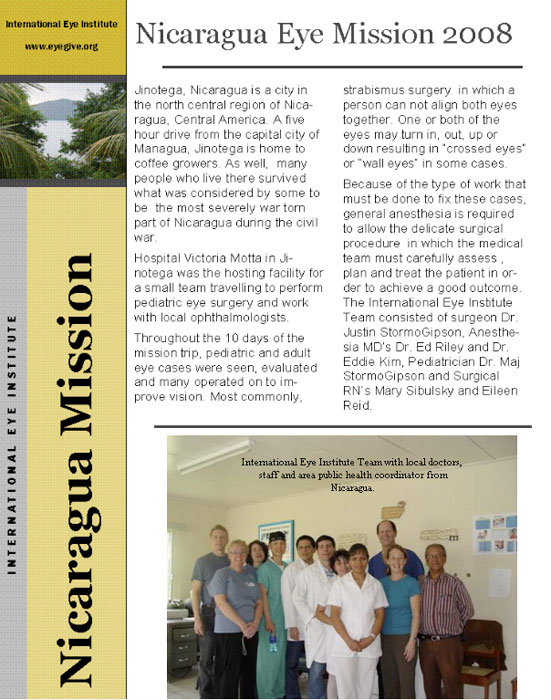 International Eye Institute
www.eyegive.org
INTERNATIONAL EYE INSTITUTE
Nicaragua Mission
Nicaragua Eye Mission 2008
Jinotega, Nicaragua is a city in
the north central region of Nica-
ragua, Central America. A five
hour drive from the capital city of
Managua, Jinotega is home to
coffee growers. As well, many
people who live there survived
what was considered by some to
be the most severely war torn
part of Nicaragua during the civil
war.
Hospital Victoria Motta in Ji-
notega was the hosting facility for
a small team travelling to perform
pediatric eye surgery and work
with local ophthalmologists.
Throughout the 10 days of the
mission trip, pediatric and adult
eye cases were seen, evaluated
and many operated on to im-
prove vision. Most commonly,
strabismus surgery in which a
person can not align both eyes
together. One or both of the
eyes may turn in, out, up or
down resulting in "crossed eyes"
or "wall eyes" in some cases.
Because of the type of work that
must be done to fix these cases,
general anesthesia is required
to allow the delicate surgical
procedure in which the medical
team must carefully assess ,
plan and treat the patient in or-
der to achieve a good outcome.
The International Eye Institute
Team consisted of surgeon Dr.
Justin StormoGipson, Anesthe-
sia MD's Dr. Ed Riley and Dr.
Eddie Kim, Pediatrician Dr. Maj
StormoGipson and Surgical
RN`s Mary Sibulsky and Eileen
Reid.
International Eye Institute Team with local doctors,
staff and area public health coordinator from
Nicaragua.